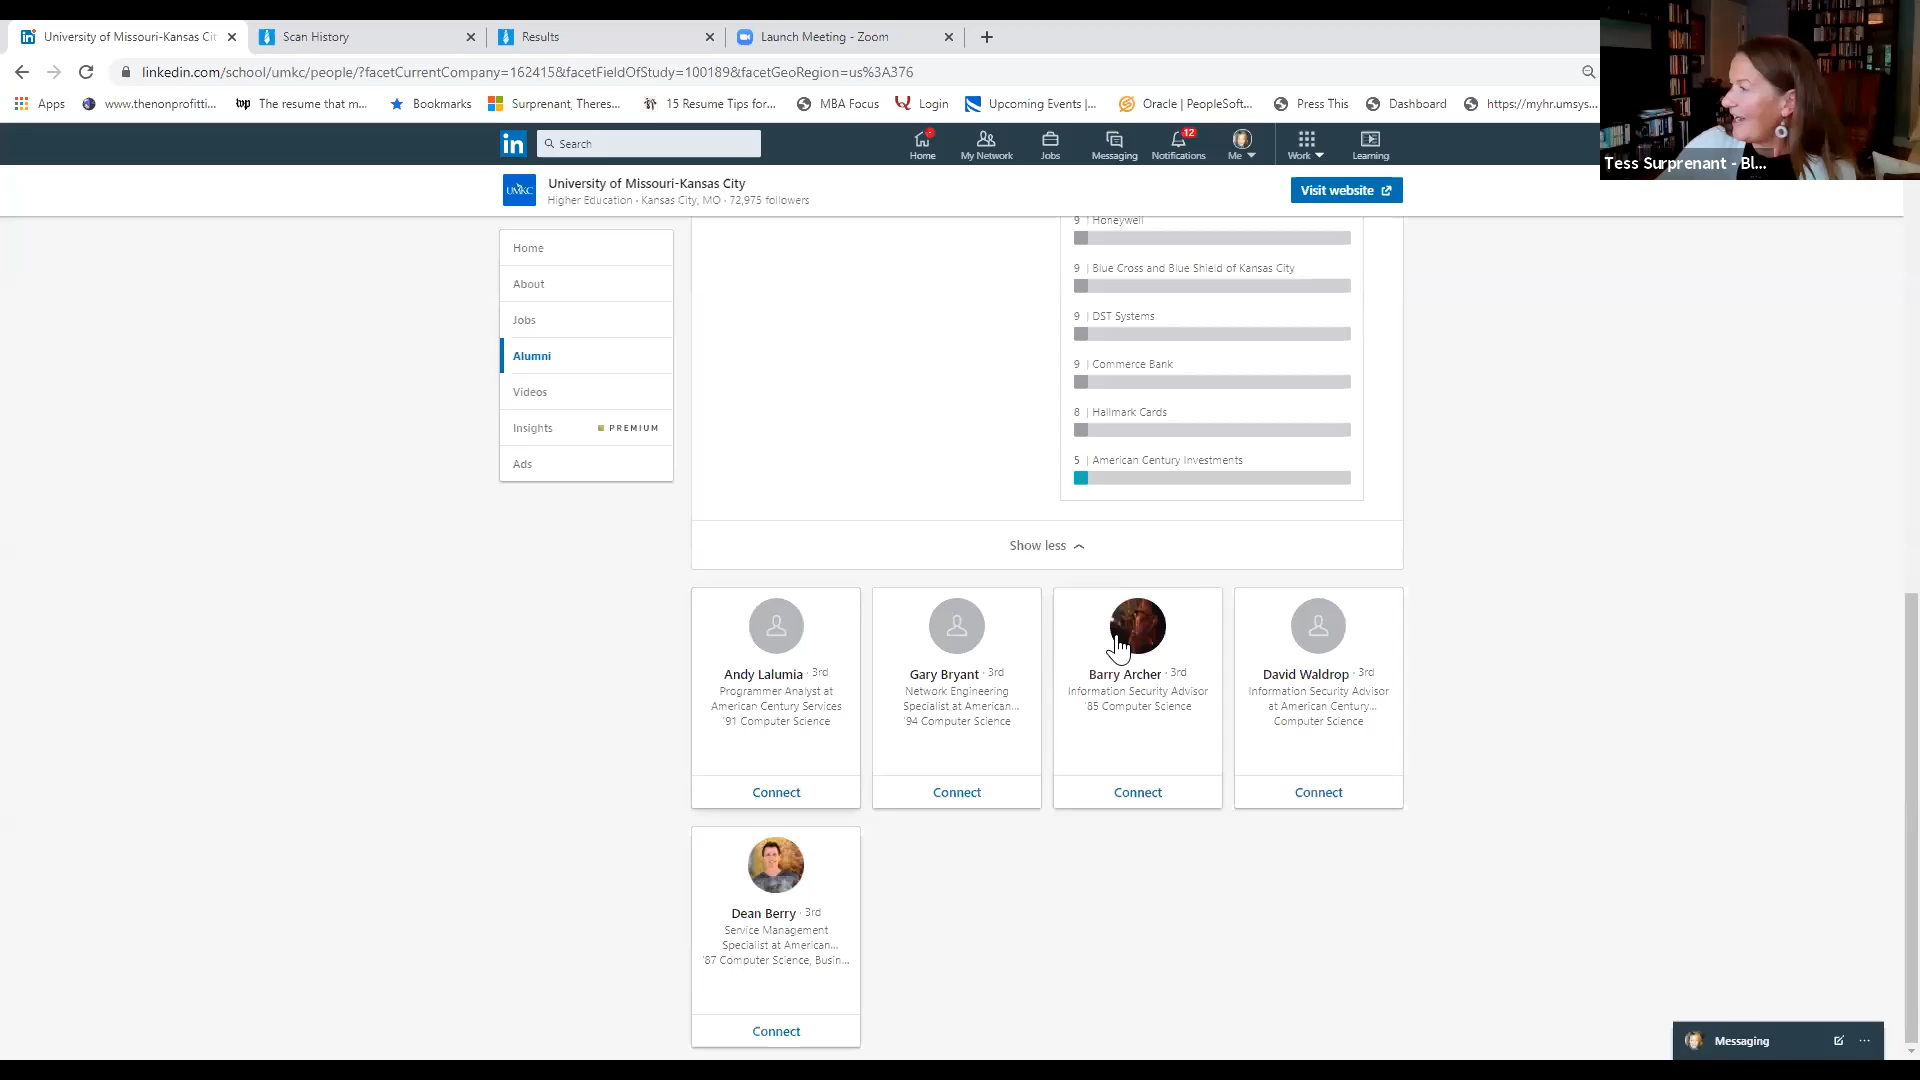 University of Missouri-Kansas Cit
Scan History
Results
Launch Meeting - Zoom
linkedin.com/school/umkc/people/?facetCurrentCompany=162415&facetFieldOfStudy=100189&facetGeoRegion=us%3A376
Apps
www.thenonprofitti...
wp The resume that m...
Bookmarks
Surprenant, Theres...
15 Resume Tips for...
MBA Focus
Login
Upcoming Events |...
Oracle | PeopleSoft...
Press This
Dashboard
https://myhr.umsys...
Tess Surprenant - Bl...
in
Search
Home
My Network
Jobs
Messaging
12
Notifications
Me
Work
Learning
UMKC
University of Missouri-Kansas City
Higher Education · Kansas City, MO · 72,975 followers
Visit website
Home
About
Jobs
Alumni
Videos
Insights PREMIUM
Ads
9 | Honeywell
9 | Blue Cross and Blue Shield of Kansas City
9 | DST Systems
9 | Commerce Bank
8 | Hallmark Cards
5 | American Century Investments
Show less
Andy Lalumia · 3rd
Programmer Analyst at
American Century Services
'91 Computer Science
Connect
Gary Bryant · 3rd
Network Engineering
Specialist at American...
'94 Computer Science
Connect
Barry Archer · 3rd
Information Security Advisor
'85 Computer Science
Connect
David Waldrop · 3rd
Information Security Advisor
at American Century...
Computer Science
Connect
Dean Berry · 3rd
Service Management
Specialist at American...
'87 Computer Science, Busin...
Connect
Messaging